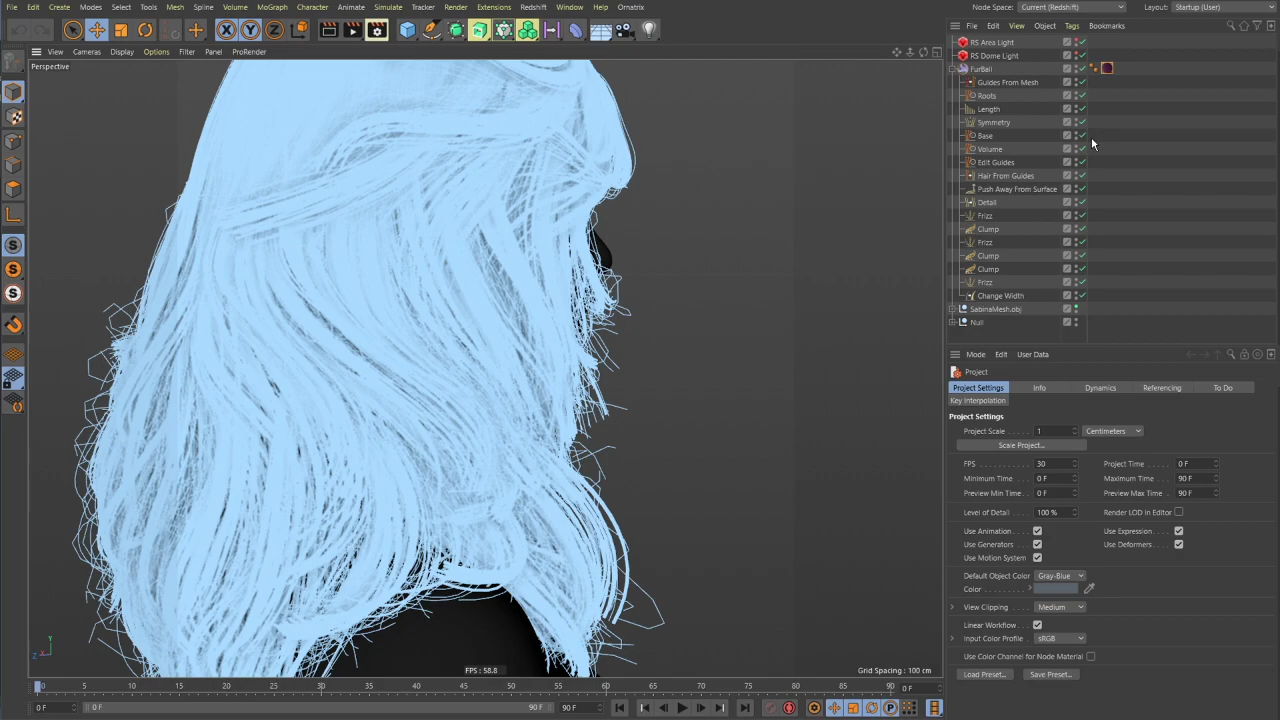 File Edit Create Modes Select Tools Mesh Spline Volume MoGraph Character Animate Simulate Tracker Render Extensions Redshift Window Help Ornatrix Node Space: Current (Redshift) Layout: Startup (User)
X Y Z
View Cameras Display Options Filter Panel ProRender
File Edit View Object Tags Bookmarks
Perspective
RS Area Light
RS Dome Light
FurBall
Guides From Mesh
Roots
Length
Symmetry
Base
Volume
Edit Guides
Hair From Guides
Push Away From Surface
Detail
Frizz
Clump
Frizz
Clump
Clump
Frizz
Change Width
SabinaMesh.obj
Null
Mode Edit User Data
Project
Project Settings Info Dynamics Referencing To Do
Key Interpolation
Project Settings
Project Scale . . . . . 1 Centimeters
Scale Project...
FPS . . . . . . . . . . . 30 Project Time . . . . 0 F
Minimum Time . . 0 F Maximum Time . . 90 F
Preview Min Time . . 0 F Preview Max Time . . 90 F
Level of Detail . . . 100 % Render LOD in Editor
Use Animation . . . Use Expression . . .
Use Generators . . Use Deformers . . .
Use Motion System
Default Object Color Gray-Blue
Color . . . . . . . . .
View Clipping . . . . Medium
Linear Workflow . .
Input Color Profile . sRGB
Use Color Channel for Node Material
Load Preset... Save Preset...
Y
Z
FPS : 58.8
Grid Spacing : 100 cm
0 5 10 15 20 25 30 35 40 45 50 55 60 65 70 75 80 85 90 0 F
0 F 0 F 90 F 90 F